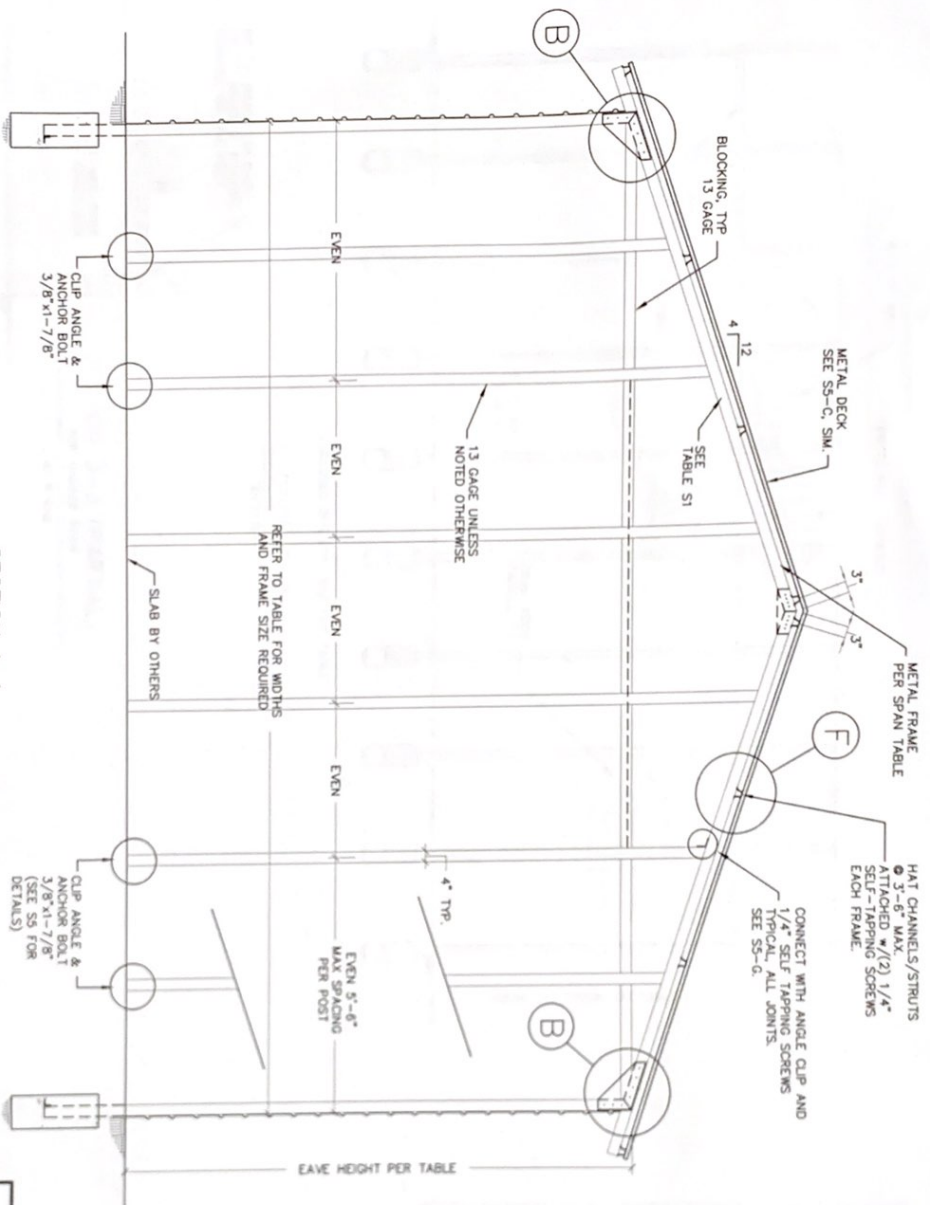 B
BLOCKING, TYP
13 GAGE
4
12
METAL DECK
SEE S5-C, SIM.
SEE
TABLE S1
3"
3"
METAL FRAME
PER SPAN TABLE
F
HAT CHANNELS/STRUTS
@ 3'-6" MAX.
ATTACHED w/(2) 1/4"
SELF-TAPPING SCREWS
EACH FRAME.
CONNECT WITH ANGLE CLIP AND
1/4" SELF TAPPING SCREWS
TYPICAL, ALL JOINTS.
SEE S5-G.
B
13 GAGE UNLESS
NOTED OTHERWISE
4" TYP.
EVEN
EVEN
EVEN
EVEN
EVEN 5'-6"
MAX SPACING
PER POST
REFER TO TABLE FOR WIDTHS
AND FRAME SIZE REQUIRED
EAVE HEIGHT PER TABLE
CLIP ANGLE &
ANCHOR BOLT
3/8"x1-7/8"
SLAB BY OTHERS
CLIP ANGLE &
ANCHOR BOLT
3/8"x1-7/8"
(SEE S5 FOR
DETAILS)